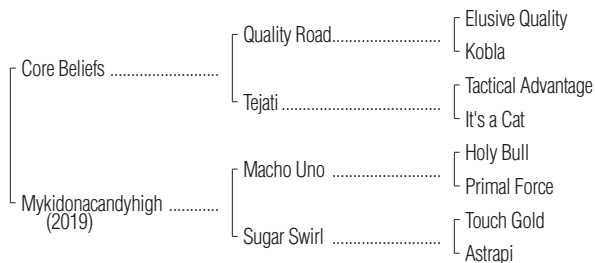 Elusive Quality
Quality Road
Kobla
Core Beliefs
Tactical Advantage
Tejati
It's a Cat
Holy Bull
Macho Uno
Primal Force
Mykidonacandyhigh
(2019)
Touch Gold
Sugar Swirl
Astrapi